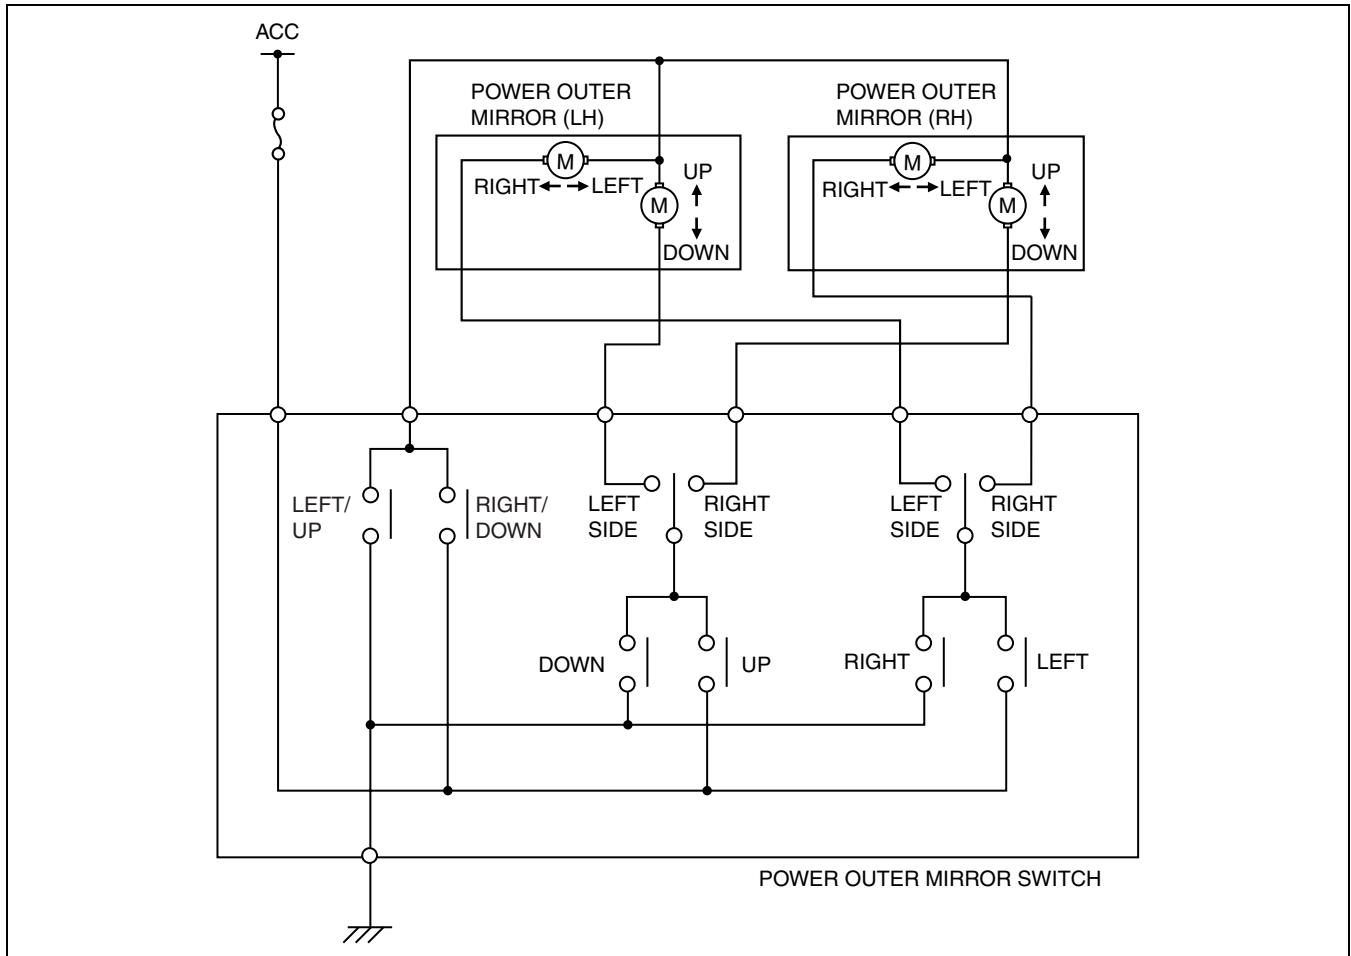 ACC
POWER OUTER
MIRROR (LH)
POWER OUTER
MIRROR (RH)
M
RIGHT
LEFT
M
UP
DOWN
M
RIGHT
LEFT
M
UP
DOWN
LEFT/
UP
RIGHT/
DOWN
LEFT
SIDE
RIGHT
SIDE
LEFT
SIDE
RIGHT
SIDE
DOWN
UP
RIGHT
LEFT
POWER OUTER MIRROR SWITCH